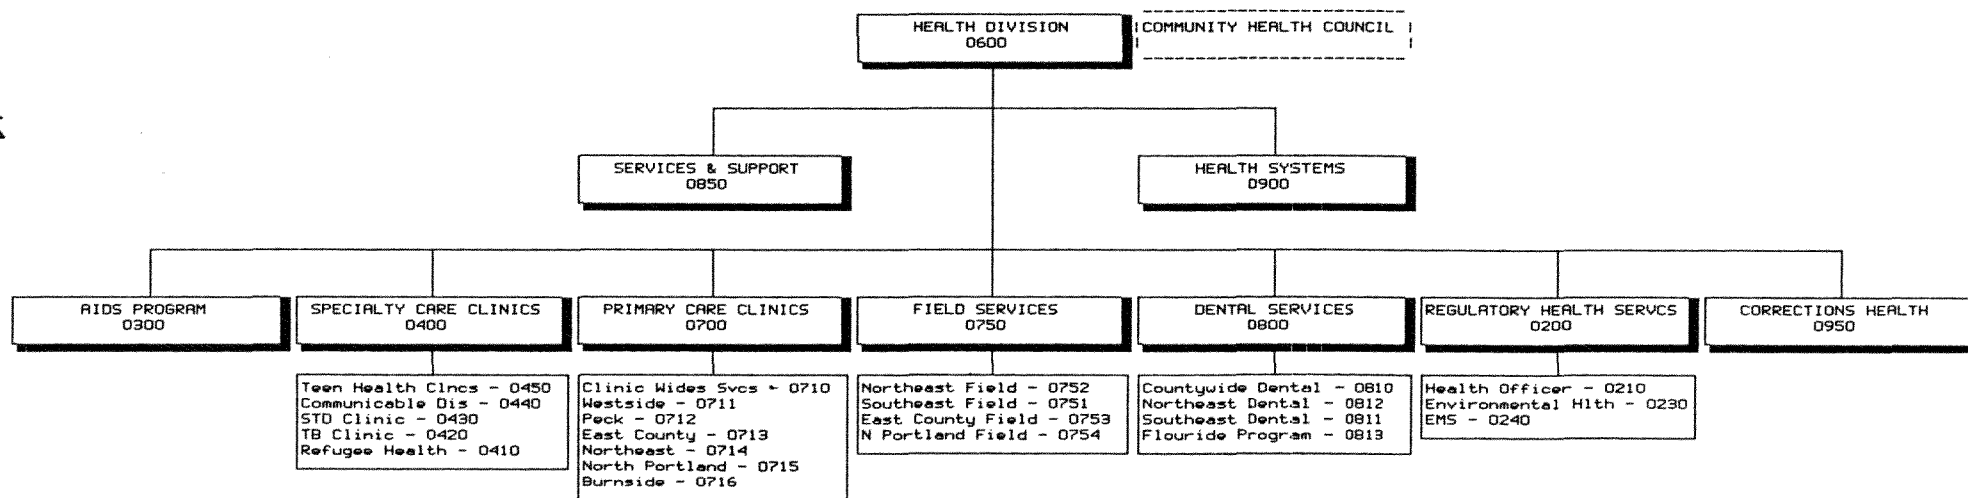 HEALTH DIVISION
0600
COMMUNITY HEALTH COUNCIL
SERVICES & SUPPORT
0850
HEALTH SYSTEMS
0900
AIDS PROGRAM
0300
SPECIALTY CARE CLINICS
0400
PRIMARY CARE CLINICS
0700
FIELD SERVICES
0750
DENTAL SERVICES
0800
REGULATORY HEALTH SERVCS
0200
CORRECTIONS HEALTH
0950
Teen Health Clncs - 0450
Communicable Dis - 0440
STD Clinic - 0430
TB Clinic - 0420
Refugee Health - 0410
Clinic Wides Svcs - 0710
Westside - 0711
Peck - 0712
East County - 0713
Northeast - 0714
North Portland - 0715
Burnside - 0716
Northeast Field - 0752
Southeast Field - 0751
East County Field - 0753
N Portland Field - 0754
Countywide Dental - 0810
Northeast Dental - 0812
Southeast Dental - 0811
Flouride Program - 0813
Health Officer - 0210
Environmental Hlth - 0230
EMS - 0240